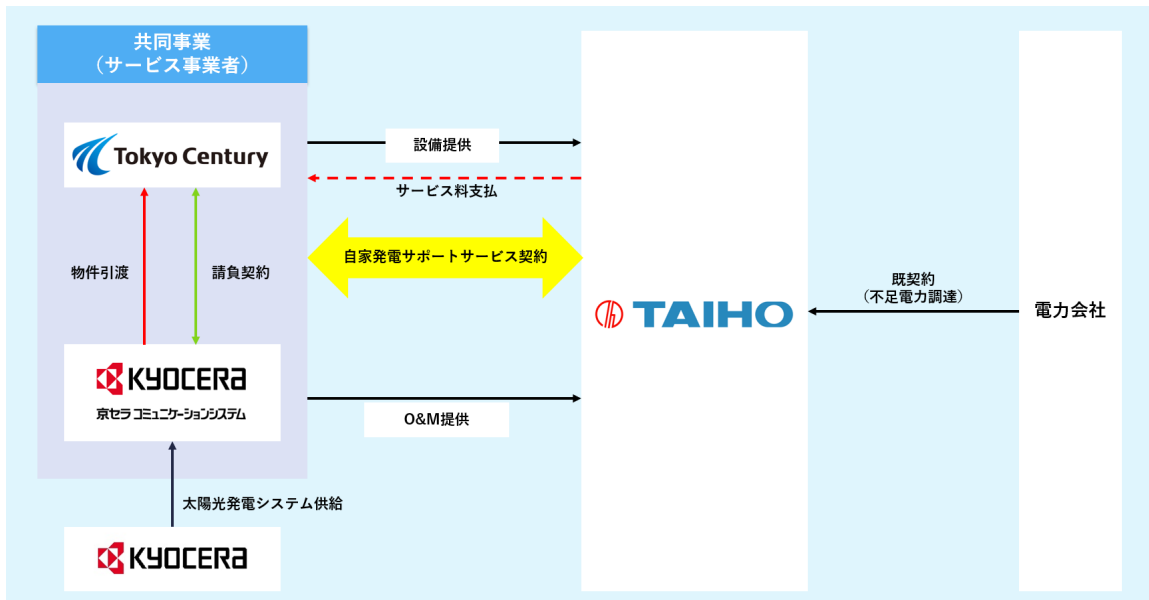 共同事業
（サービス事業者）
Tokyo Century
設備提供
サービス料支払
自家発電サポートサービス契約
物件引渡
請負契約
既契約
（不足電力調達）
電力会社
TAIHO
KYOCERa
京セラ コミュニケーションシステム
O&M提供
太陽光発電システム供給
KYOCERa